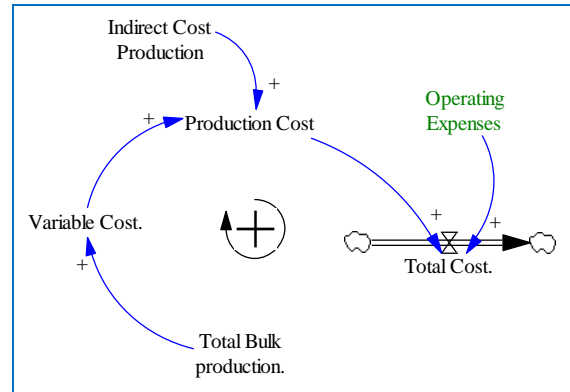 Indirect Cost
Production
+
Operating
Expenses
+
Production Cost
+
+
Variable Cost.
+
Total Cost.
+
Total Bulk
production.